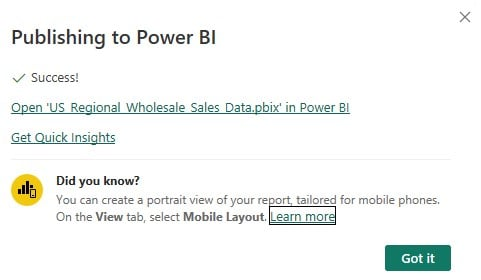 Publishing to Power BI
Success!
Open 'US_Regional_Wholesale_Sales_Data.pbix' in Power BI
Get Quick Insights
Did you know?
You can create a portrait view of your report, tailored for mobile phones.
On the View tab, select Mobile Layout. Learn more
Got it